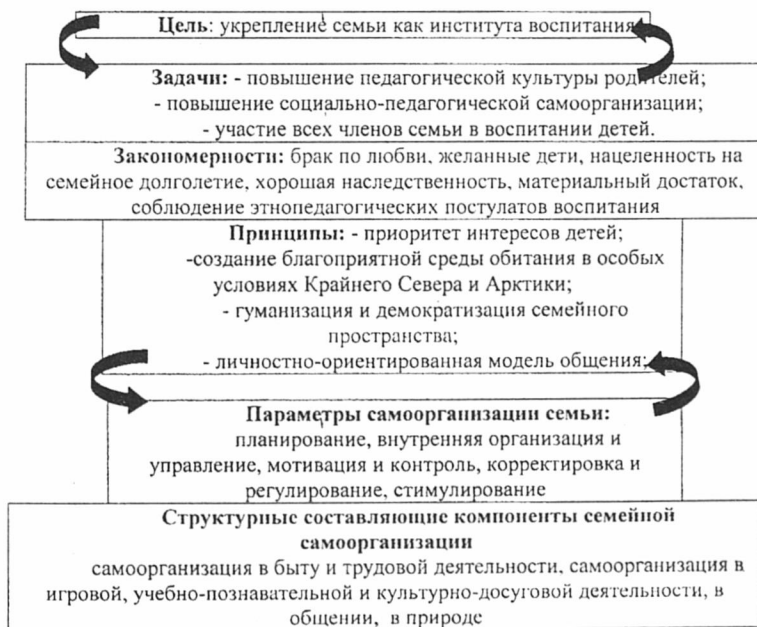 Цель: укрепление семьи как института воспитания
Задачи: - повышение педагогической культуры родителей;
- повышение социально-педагогической самоорганизации;
- участие всех членов семьи в воспитании детей.
Закономерности: брак по любви, желанные дети, нацеленность на
семейное долголетие, хорошая наследственность, материальный достаток,
соблюдение этнопедагогических постулатов воспитания
Принципы: - приоритет интересов детей;
-создание благоприятной среды обитания в особых
условиях Крайнего Севера и Арктики;
- гуманизация и демократизация семейного
пространства;
- личностно-ориентированная модель общения;
Параметры самоорганизации семьи:
планирование, внутренняя организация и
управление, мотивация и контроль, корректировка и
регулирование, стимулирование
Структурные составляющие компоненты семейной
самоорганизации
самоорганизация в быту и трудовой деятельности, самоорганизация в
игровой, учебно-познавательной и культурно-досуговой деятельности, в
общении, в природе